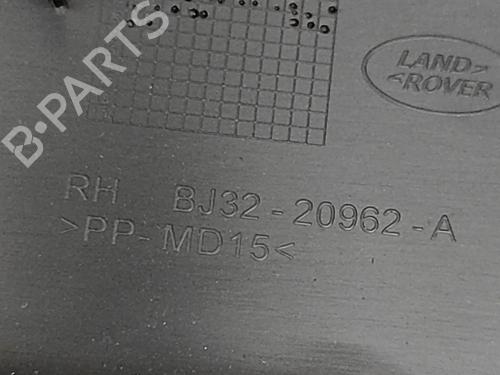 B-PARTS
LAND
ROVER
RH BJ32-20962-A
>PP-MD15<